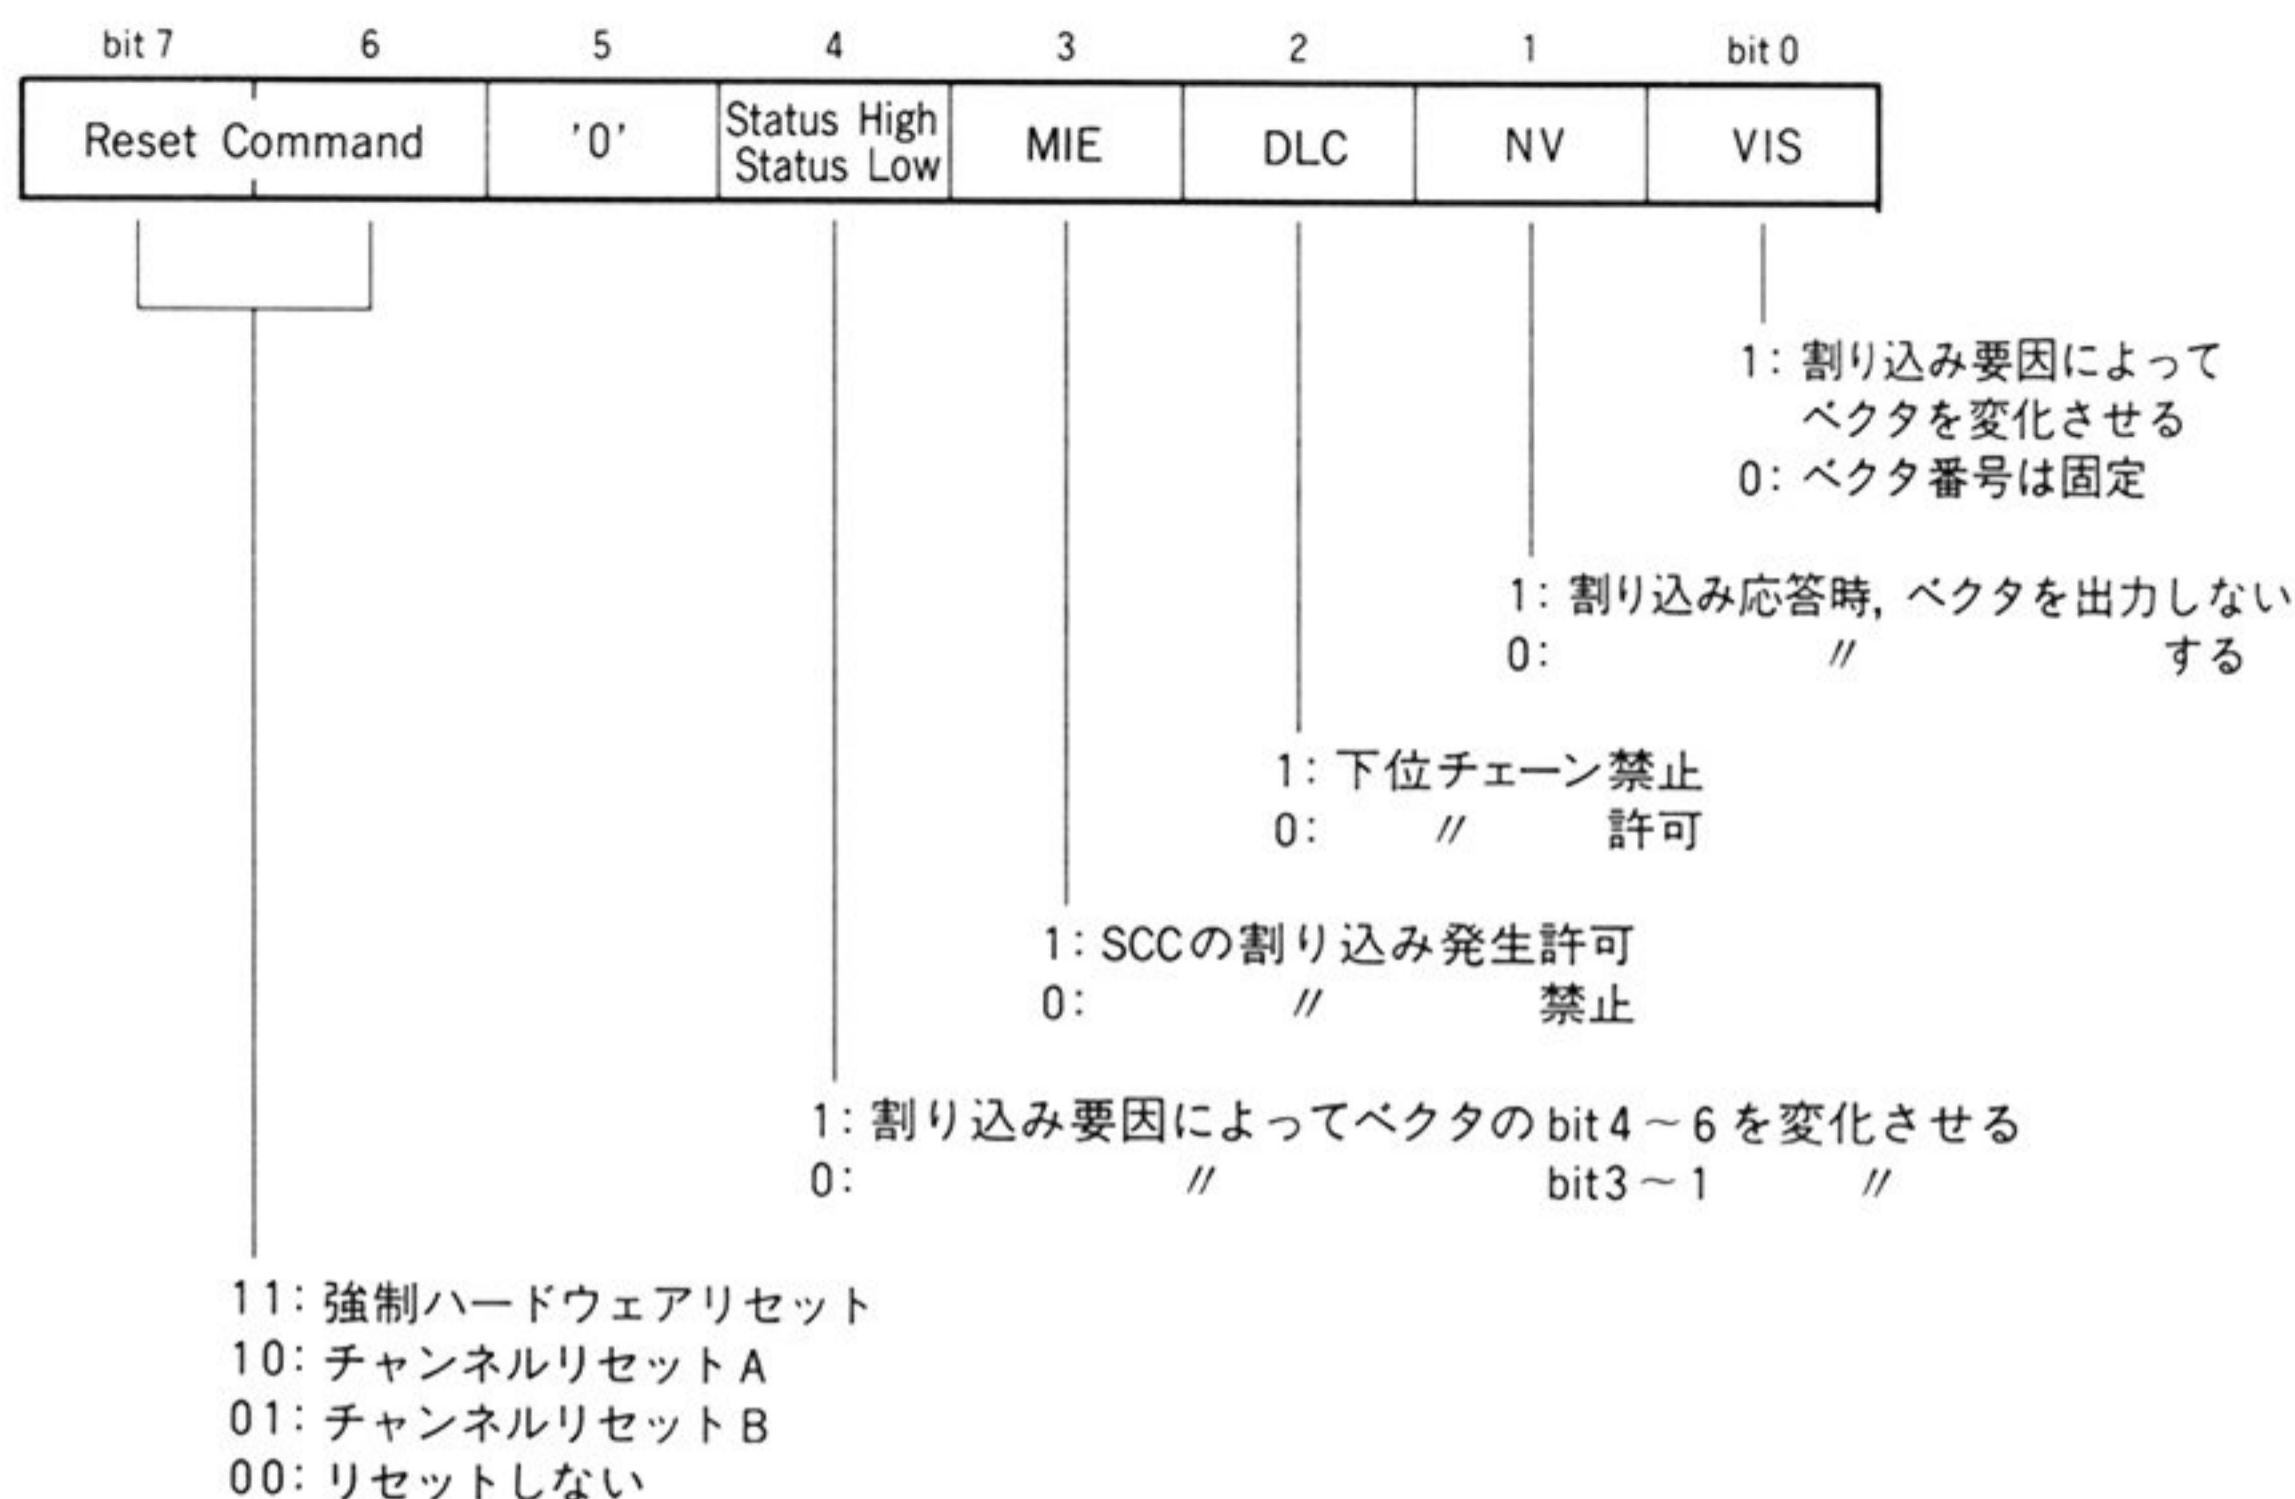 bit 7 6 5 4 3 2 1 bit 0
Reset Command '0' Status High MIE DLC NV VIS
Status Low
1: 割り込み要因によって
ベクタを変化させる
0: ベクタ番号は固定
1: 割り込み応答時, ベクタを出力しない
0: 〃 する
1: 下位チェーン禁止
0: 〃 許可
1: SCCの割り込み発生許可
0: 〃 禁止
1: 割り込み要因によってベクタのbit4～6を変化させる
0: 〃 bit3～1 〃
11: 強制ハードウェアリセット
10: チャンネルリセットA
01: チャンネルリセットB
00: リセットしない